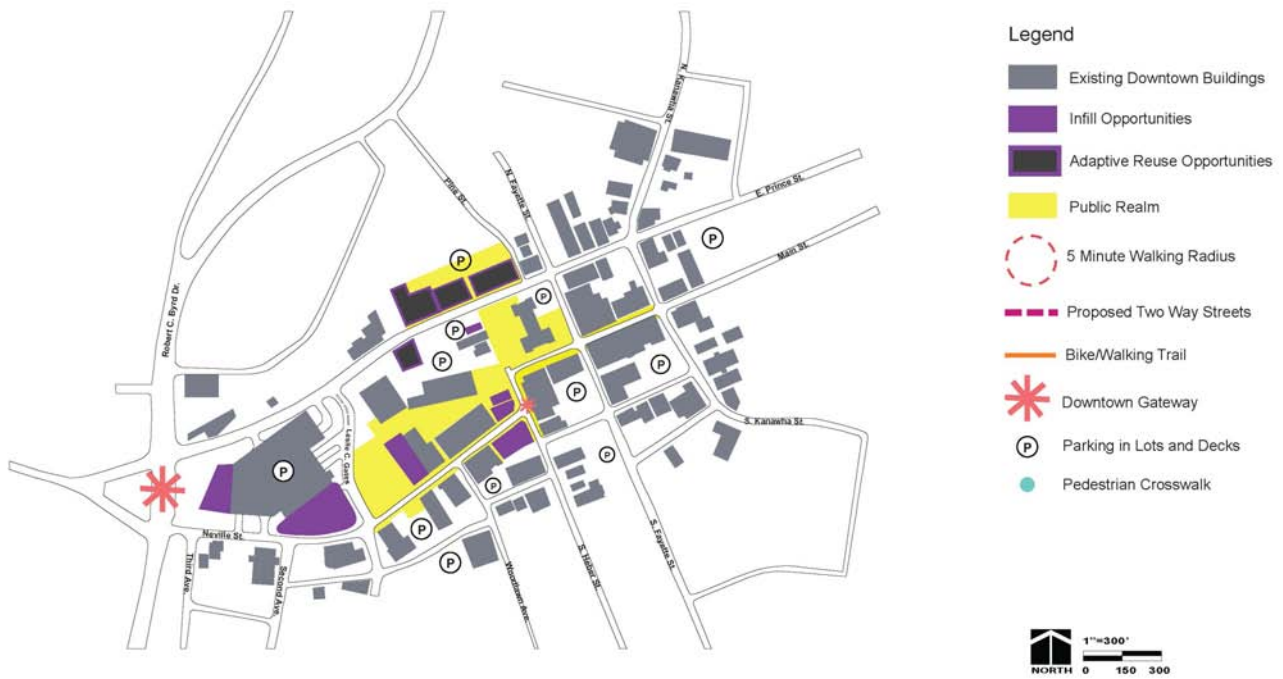 Legend
Existing Downtown Buildings
Infill Opportunities
Adaptive Reuse Opportunities
Public Realm
5 Minute Walking Radius
Proposed Two Way Streets
Bike/Walking Trail
Downtown Gateway
P Parking in Lots and Decks
Pedestrian Crosswalk
N. Kanawha St.
Pine St.
N. Fayette St.
E. Prince St.
P
Main St.
P
Robert C. Byrd Dr.
P
P
P
P
P
S. Kanawha St.
Leslie C. Gates
P
P
P
P
Neville St.
P
Third Ave.
Second Ave.
Woodlawn Ave.
S. Heber St.
S. Fayette St.
NORTH
1"=300'
0 150 300